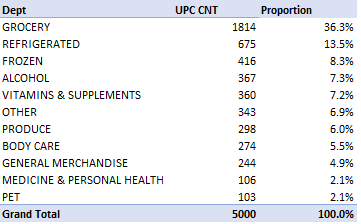 Dept UPC CNT Proportion
GROCERY 1814 36.3%
REFRIGERATED 675 13.5%
FROZEN 416 8.3%
ALCOHOL 367 7.3%
VITAMINS & SUPPLEMENTS 360 7.2%
OTHER 343 6.9%
PRODUCE 298 6.0%
BODY CARE 274 5.5%
GENERAL MERCHANDISE 244 4.9%
MEDICINE & PERSONAL HEALTH 106 2.1%
PET 103 2.1%
Grand Total 5000 100.0%